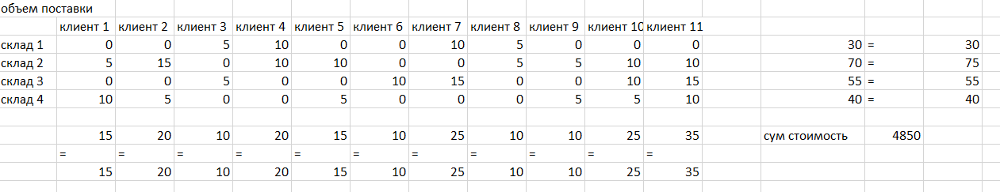 объем поставки
клиент 1 клиент 2 клиент 3 клиент 4 клиент 5 клиент 6 клиент 7 клиент 8 клиент 9 клиент 10 клиент 11
склад 1 0 0 5 10 0 0 10 5 0 0 0 30 = 30
склад 2 5 15 0 10 10 0 0 5 5 10 10 70 = 75
склад 3 0 0 5 0 0 10 15 0 0 10 15 55 = 55
склад 4 10 5 0 0 5 0 0 0 5 5 10 40 = 40
15 20 10 20 15 10 25 10 10 25 35 сум стоимость 4850
= = = = = = = = = = =
15 20 10 20 15 10 25 10 10 25 35